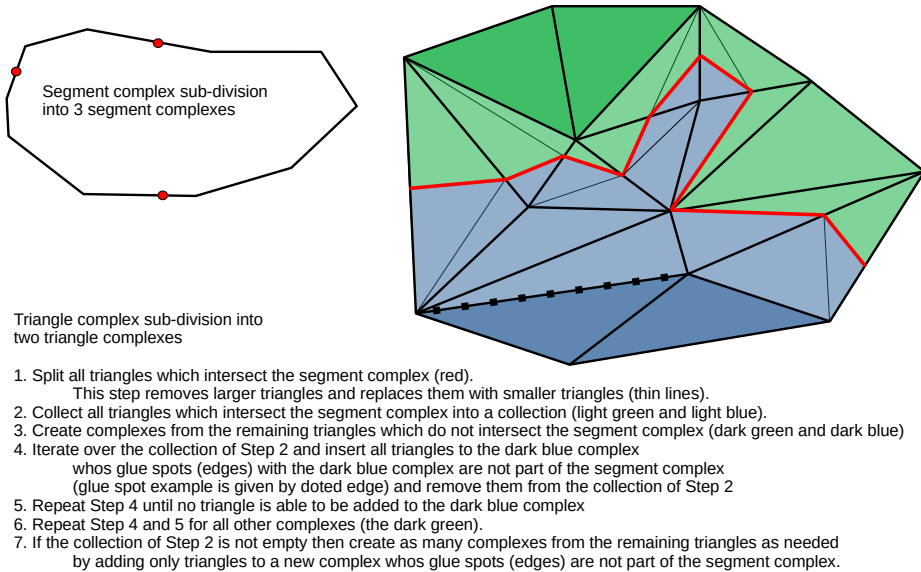 Segment complex sub-division
into 3 segment complexes
Triangle complex sub-division into
two triangle complexes
1. Split all triangles which intersect the segment complex (red).
This step removes larger triangles and replaces them with smaller triangles (thin lines).
2. Collect all triangles which intersect the segment complex into a collection (light green and light blue).
3. Create complexes from the remaining triangles which do not intersect the segment complex (dark green and dark blue)
4. Iterate over the collection of Step 2 and insert all triangles to the dark blue complex
whos glue spots (edges) with the dark blue complex are not part of the segment complex
(glue spot example is given by doted edge) and remove them from the collection of Step 2
5. Repeat Step 4 until no triangle is able to be added to the dark blue complex
6. Repeat Step 4 and 5 for all other complexes (the dark green).
7. If the collection of Step 2 is not empty then create as many complexes from the remaining triangles as needed
by adding only triangles to a new complex whos glue spots (edges) are not part of the segment complex.